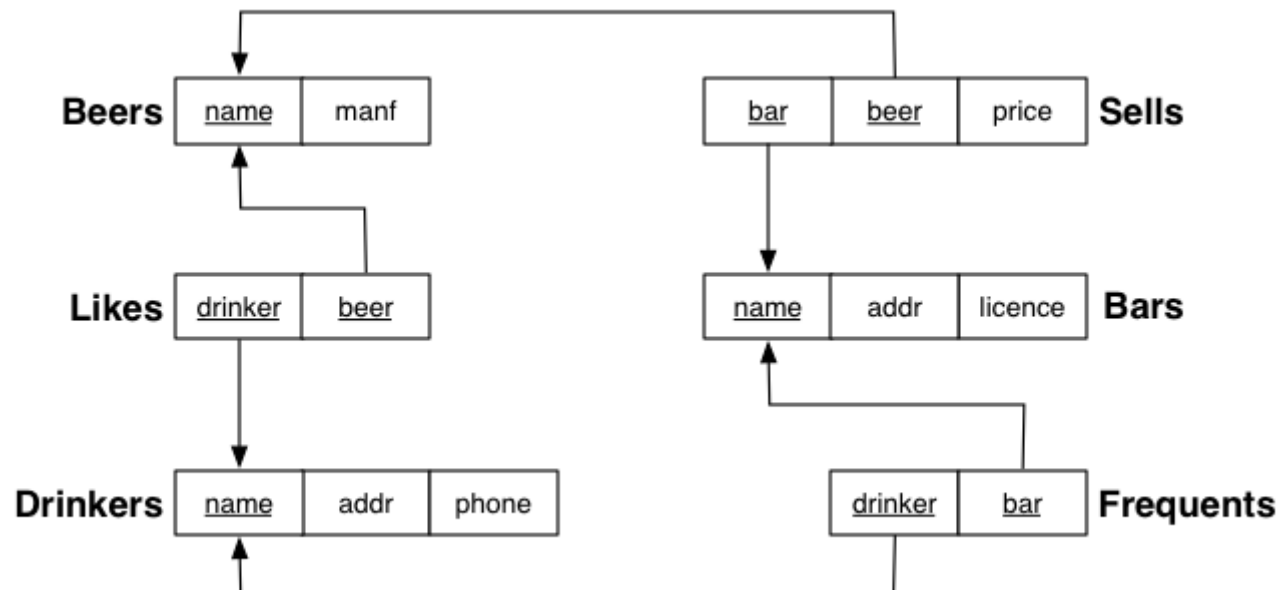 Beers name manf bar beer price Sells
Likes drinker beer name addr licence Bars
Drinkers name addr phone drinker bar Frequents